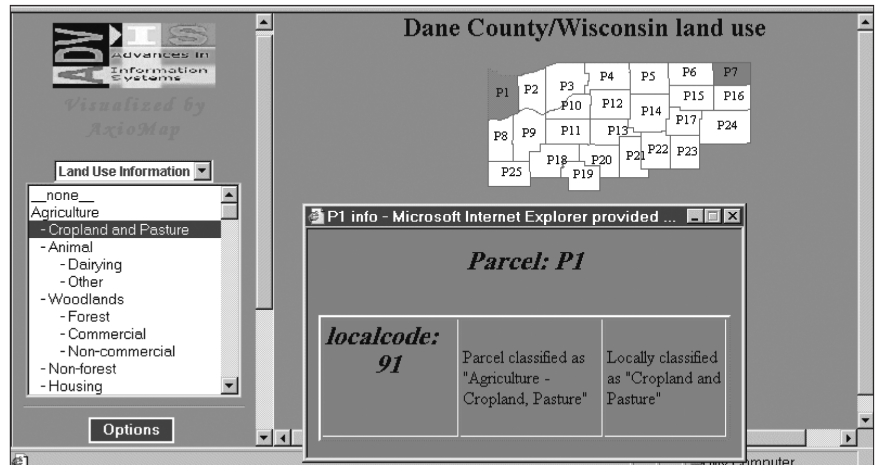 ADV
IS
Advances in
Information
Systems
Visualized by
AxioMap
Land Use Information
__none__
Agriculture
- Cropland and Pasture
- Animal
- Dairying
- Other
- Woodlands
- Forest
- Commercial
- Non-commercial
- Non-forest
- Housing
Options
Dane County/Wisconsin land use
P1 P2 P3 P4 P5 P6 P7
P10 P12 P14 P15 P16
P8 P9 P11 P13 P17 P24
P18 P20 P21 P22 P23
P25 P19
P1 info - Microsoft Internet Explorer provided ...
Parcel: P1
localcode:
91
Parcel classified as
"Agriculture -
Cropland, Pasture"
Locally classified
as "Cropland and
Pasture"
Computer